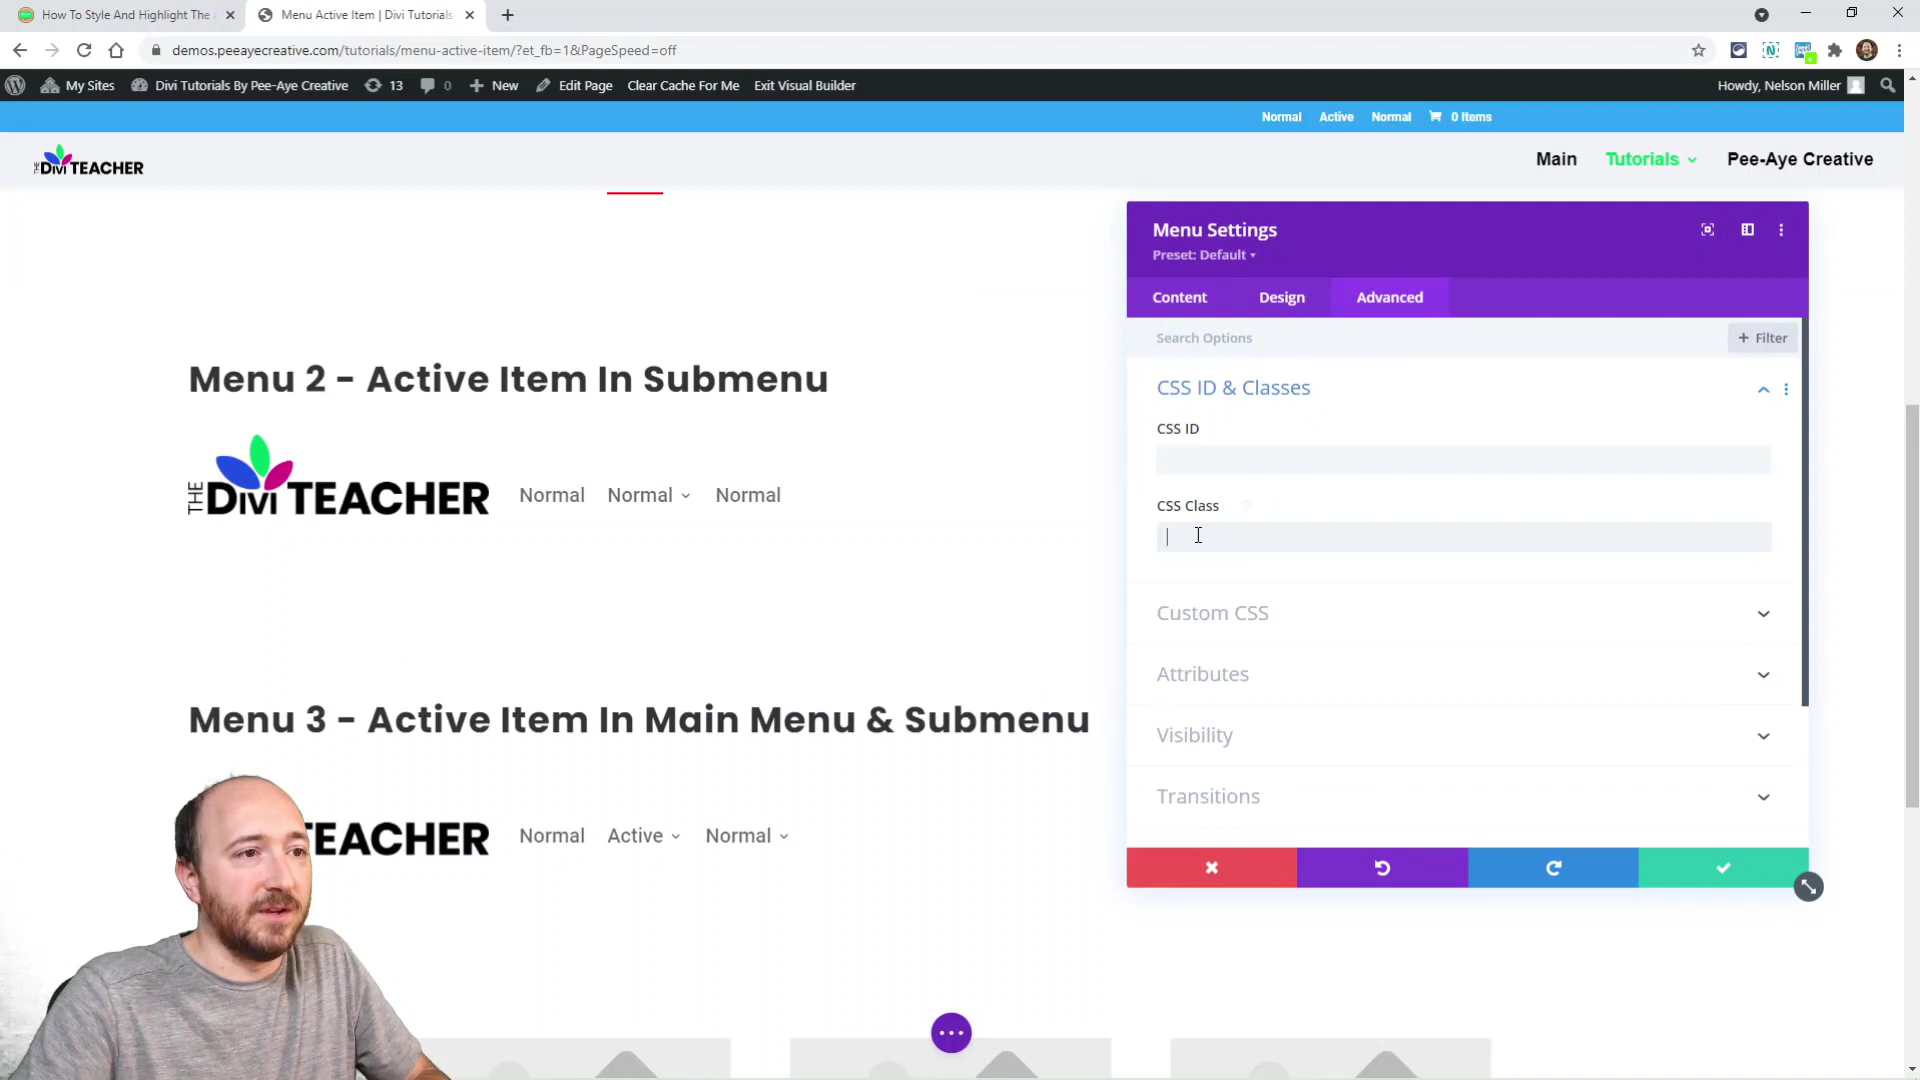 How To Style And Highlight The
Menu Active Item | Divi Tutorials
demos.peeayecreative.com/tutorials/menu-active-item/?et_fb=1&PageSpeed=off
My Sites
Divi Tutorials By Pee-Aye Creative
13
0
New
Edit Page
Clear Cache For Me
Exit Visual Builder
Howdy, Nelson Miller
Normal
Active
Normal
0 Items
THE DIVI TEACHER
Main
Tutorials
Pee-Aye Creative
Menu Settings
Preset: Default
Content
Design
Advanced
Search Options
+ Filter
CSS ID & Classes
CSS ID
CSS Class
Custom CSS
Attributes
Visibility
Transitions
Menu 2 - Active Item In Submenu
THE DIVI TEACHER
Normal
Normal
Normal
Menu 3 - Active Item In Main Menu & Submenu
TEACHER
Normal
Active
Normal